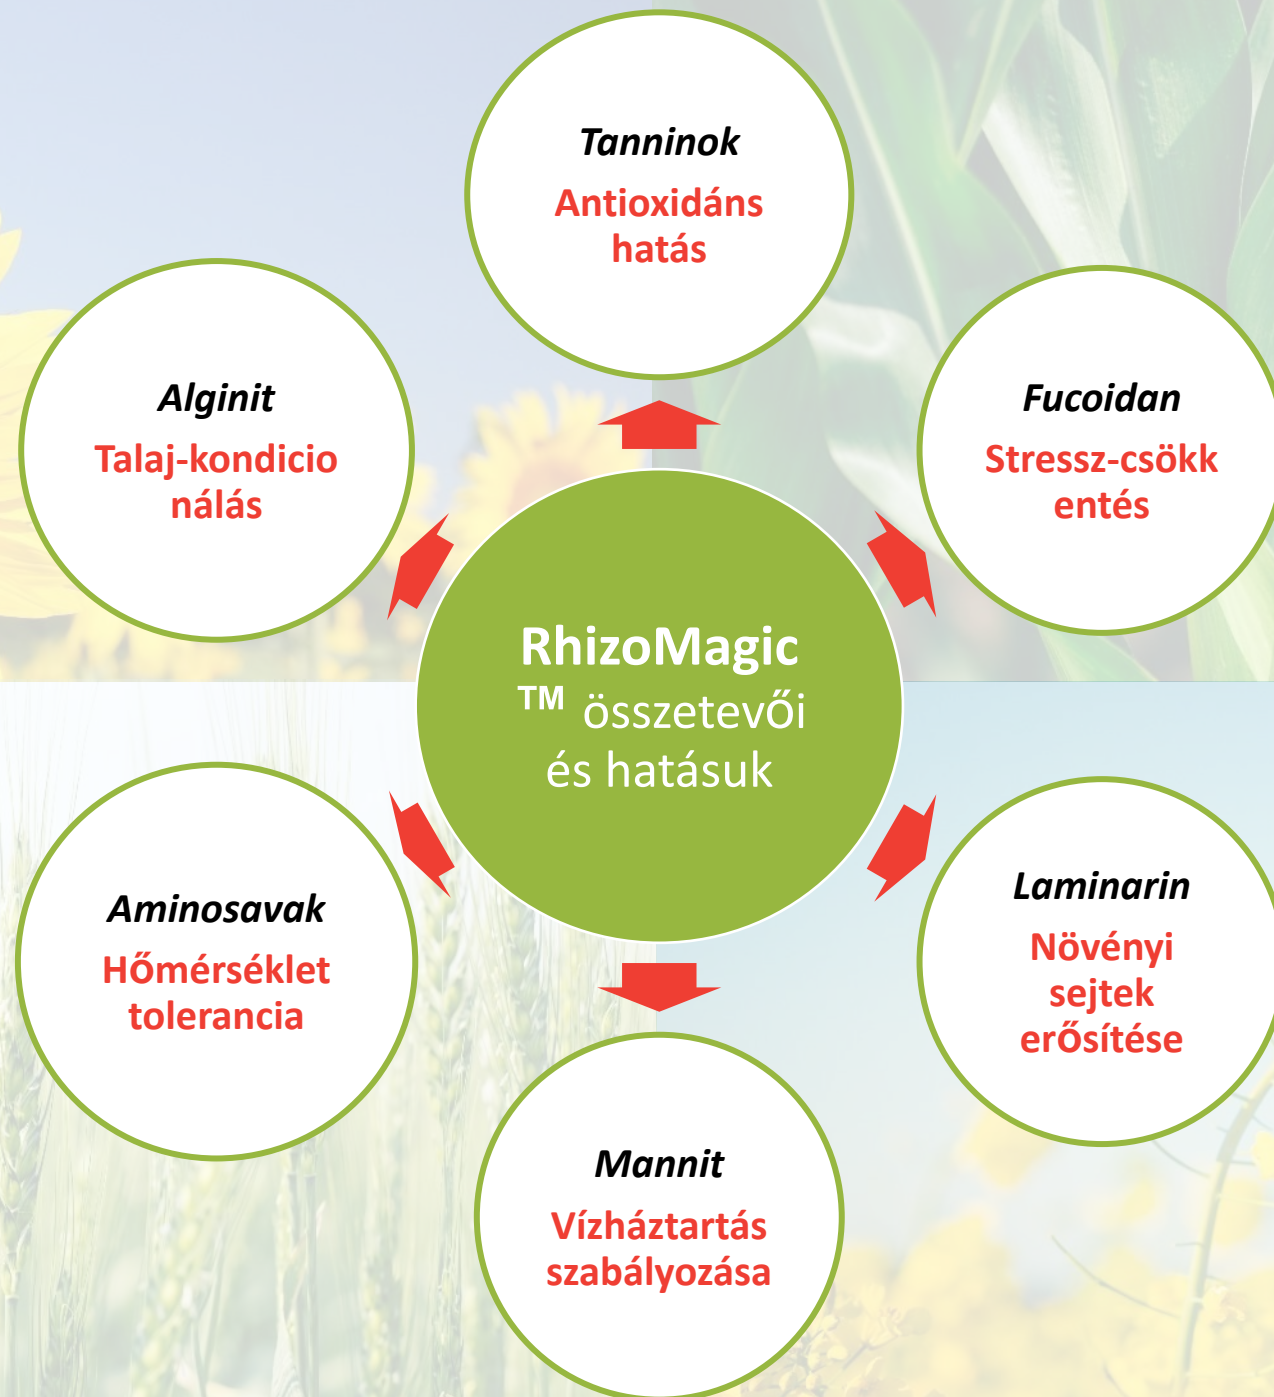 Tanninok
Antioxidáns
hatás
Alginit
Talaj-kondicio
nálás
Fucoidan
Stressz-csökk
entés
RhizoMagic
™ összetevői
és hatásuk
Aminosavak
Hőmérséklet
tolerancia
Laminarin
Növényi
sejtek
erősítése
Mannit
Vízháztartás
szabályozása